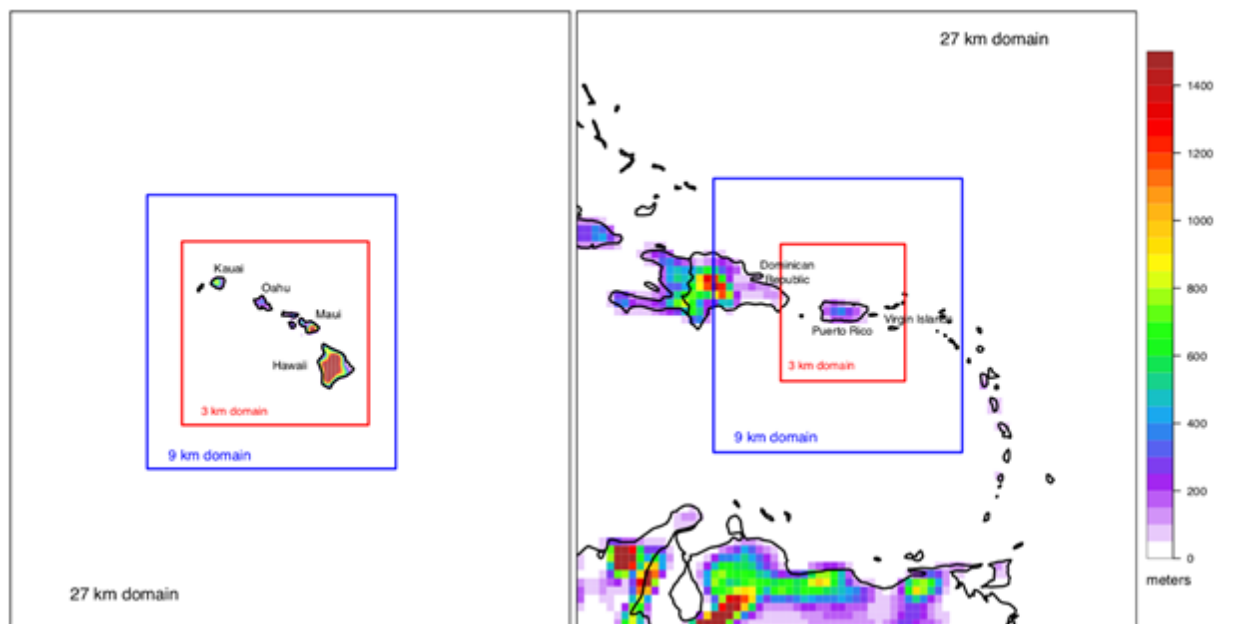 Kauai
Oahu
Maui
Hawaii
3 km domain
9 km domain
27 km domain
27 km domain
Dominican
Republic
Virgin Islands
Puerto Rico
3 km domain
9 km domain
1400
1200
1000
800
600
400
200
0
meters